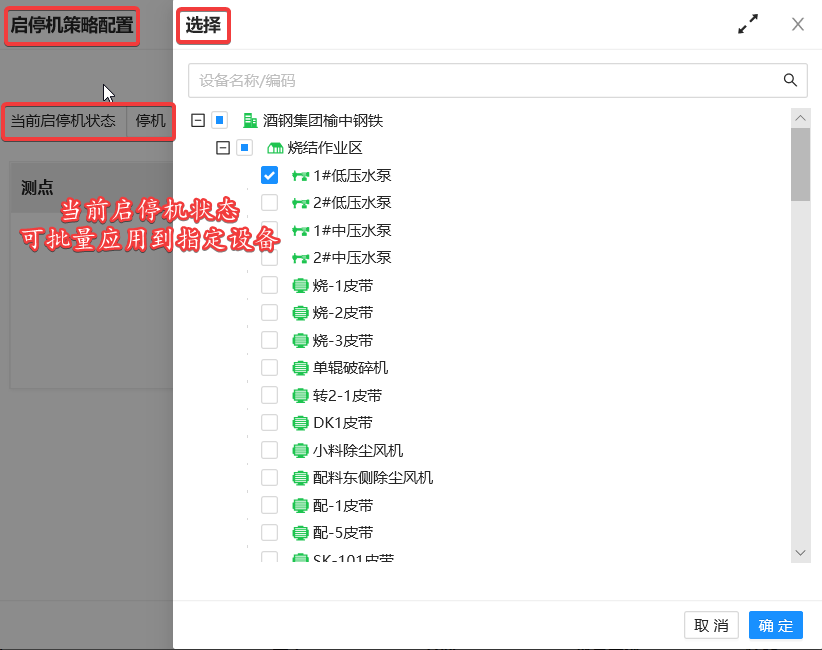 启停机策略配置
选择
设备名称/编码
当前启停机状态 停机
测点
当前启停机状态
可批量应用到指定设备
酒钢集团榆中钢铁
烧结作业区
1#低压水泵
2#低压水泵
1#中压水泵
2#中压水泵
烧-1皮带
烧-2皮带
烧-3皮带
单辊破碎机
转2-1皮带
DK1皮带
小料除尘风机
配料东侧除尘风机
配-1皮带
配-5皮带
SK-101皮带
取 消
确 定